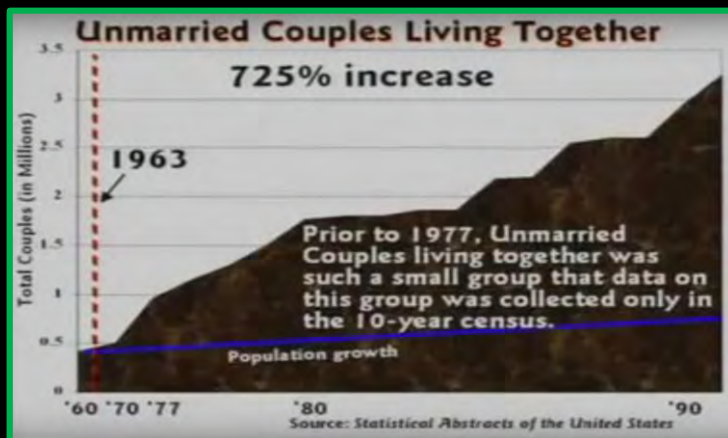 Unmarried Couples Living Together
725% increase
1963
Total Couples (in Millions)
3.5
3
2.5
2
1.5
1
0.5
0
Prior to 1977, Unmarried
Couples living together was
such a small group that data on
this group was collected only in
the 10-year census.
Population growth
'60 '70 '77 '80 '90
Source: Statistical Abstracts of the United States